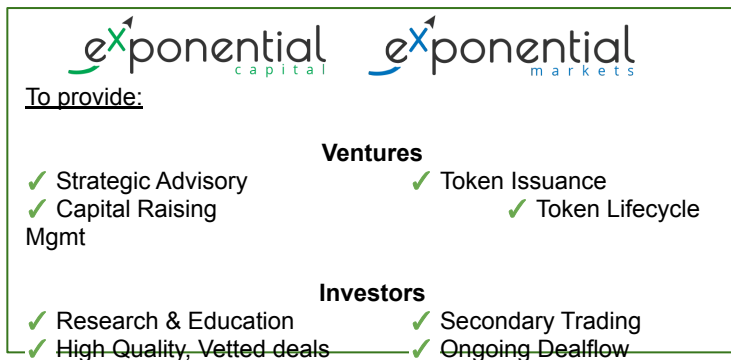 exponential exponential
capital markets
To provide:
Ventures
✓ Strategic Advisory ✓ Token Issuance
✓ Capital Raising ✓ Token Lifecycle
Mgmt
Investors
✓ Research & Education ✓ Secondary Trading
✓ High Quality, Vetted deals ✓ Ongoing Dealflow